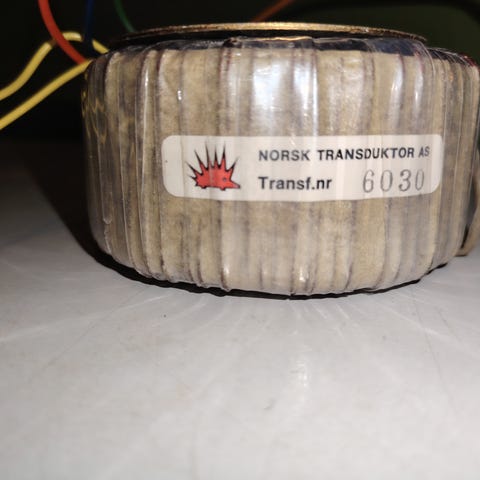 NORSK TRANSDUKTOR AS
Transf.nr 6030